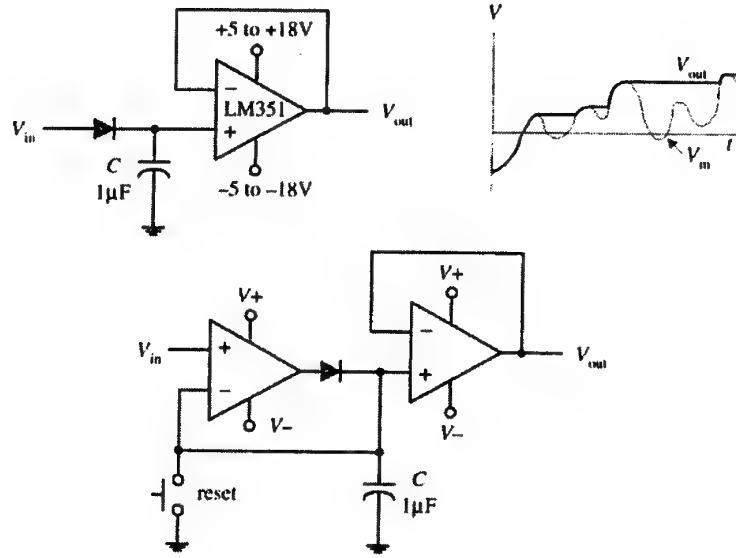 +5 to +18V
−
LM351
+
V_in
V_out
C
1µF
−5 to −18V
V
V_out
V_in
t
V+
V_in
+
−
V−
reset
V+
−
+
V_out
V−
C
1µF